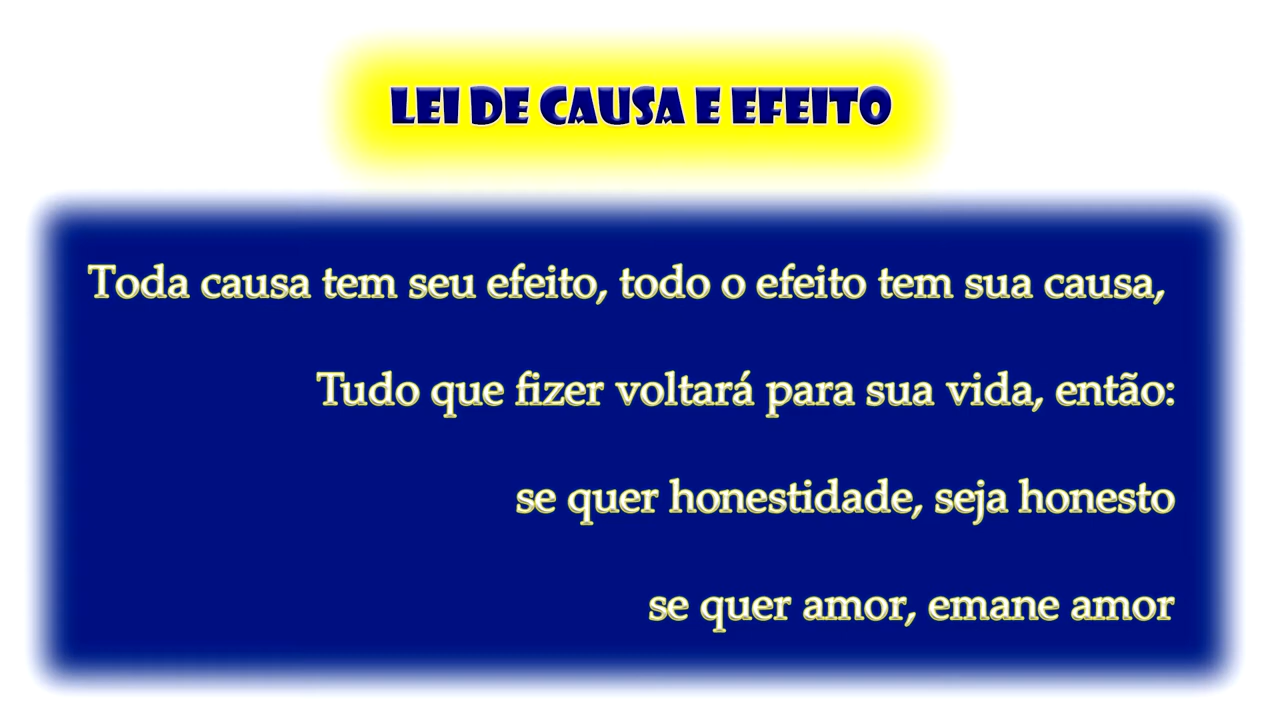 LEI DE CAUSA E EFEITO
Toda causa tem seu efeito, todo o efeito tem sua causa,
Tudo que fizer voltará para sua vida, então:
se quer honestidade, seja honesto
se quer amor, emane amor